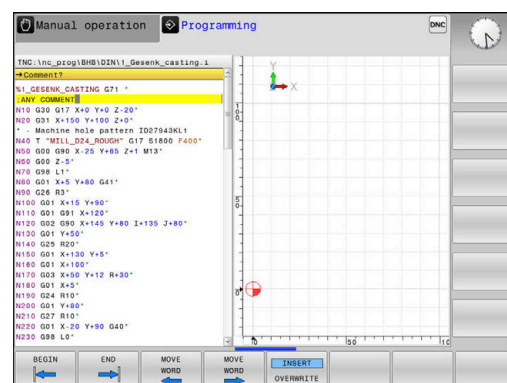 Manual operation
Programming
DNC
TNC:\nc_prog\BHB\DIN\1_Gesenk_casting.i
→Comment?
%1_GESENK_CASTING G71 *
;ANY COMMENT
N10 G30 G17 X+0 Y+0 Z-20*
N20 G31 X+150 Y+100 Z+0*
* - Machine hole pattern ID27943KL1
N40 T "MILL_D24_ROUGH" G17 S1800 F400*
N50 G00 G90 X-25 Y+65 Z+1 M13*
N60 G00 Z-5*
N70 G98 L1*
N80 G01 X+5 Y+80 G41*
N90 G26 R3*
N100 G01 X+15 Y+90*
N110 G01 G91 X+120*
N120 G02 G90 X+145 Y+80 I+135 J+80*
N130 G01 Y+50*
N140 G25 R20*
N150 G01 X+130 Y+5*
N160 G01 X+100*
N170 G03 X+50 Y+12 R+30*
N180 G01 X+5*
N190 G24 R10*
N200 G01 Y+80*
N210 G27 R10*
N220 G01 X-20 Y+90 G40*
N230 G98 L0*
Y
X
100
50
0
0
50
BEGIN
END
MOVE WORD
MOVE WORD
INSERT
OVERWRITE